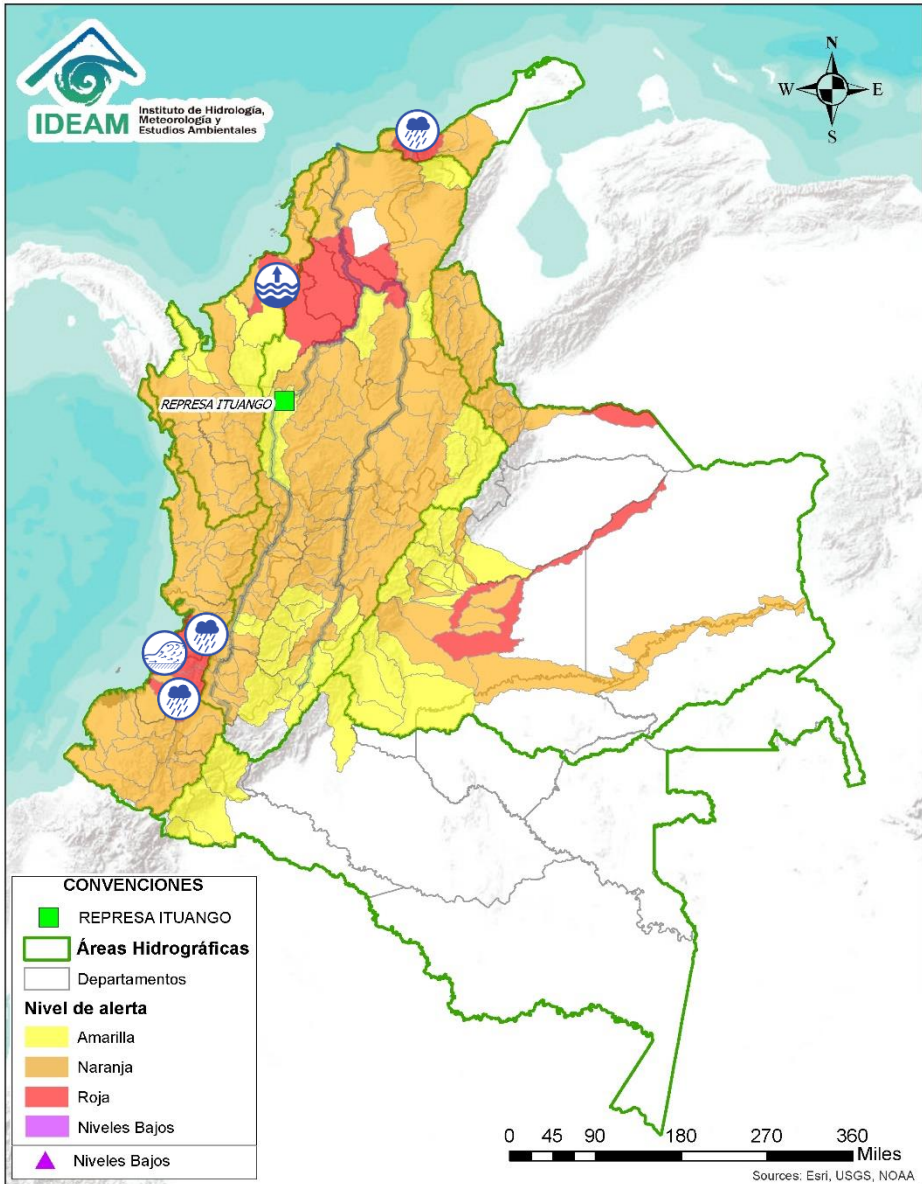 IDEAM
Instituto de Hidrología,
Meteorología y
Estudios Ambientales
N
W E
S
REPRESA ITUANGO
CONVENCIONES
REPRESA ITUANGO
Áreas Hidrográficas
Departamentos
Nivel de alerta
Amarilla
Naranja
Roja
Niveles Bajos
Niveles Bajos
0 45 90 180 270 360
Miles
Sources: Esri, USGS, NOAA